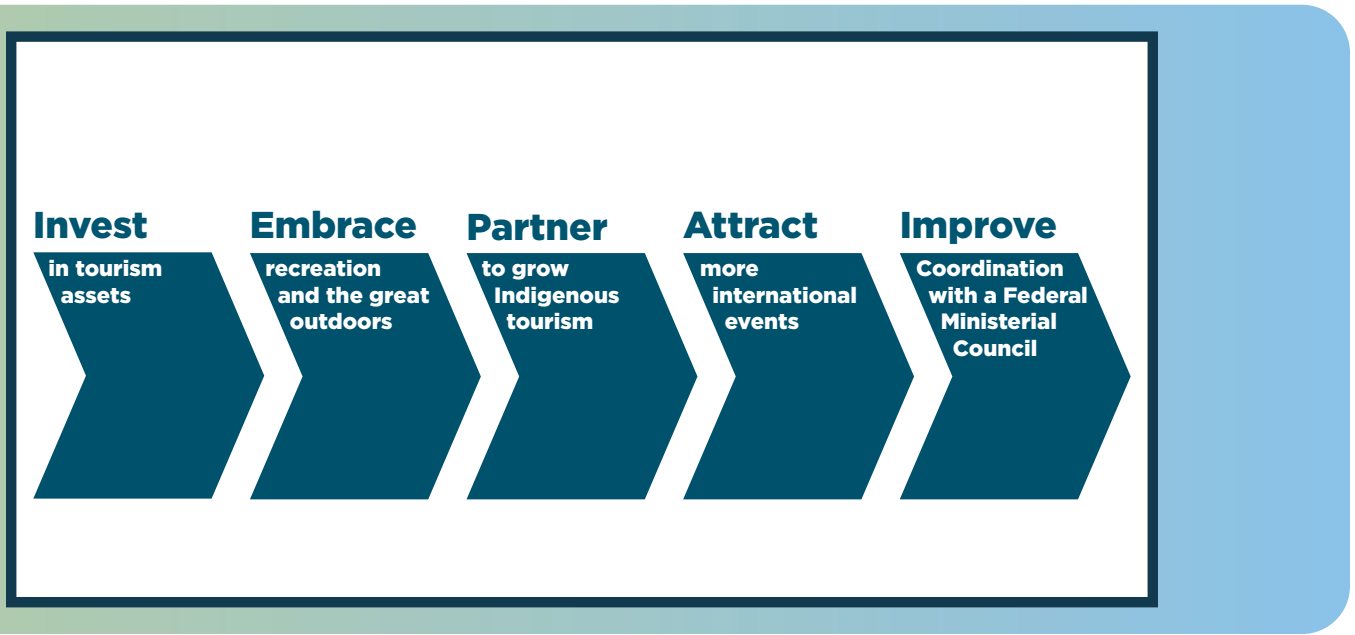 Invest
in tourism
assets
Embrace
recreation
and the great
outdoors
Partner
to grow
Indigenous
tourism
Attract
more
international
events
Improve
Coordination
with a Federal
Ministerial
Council